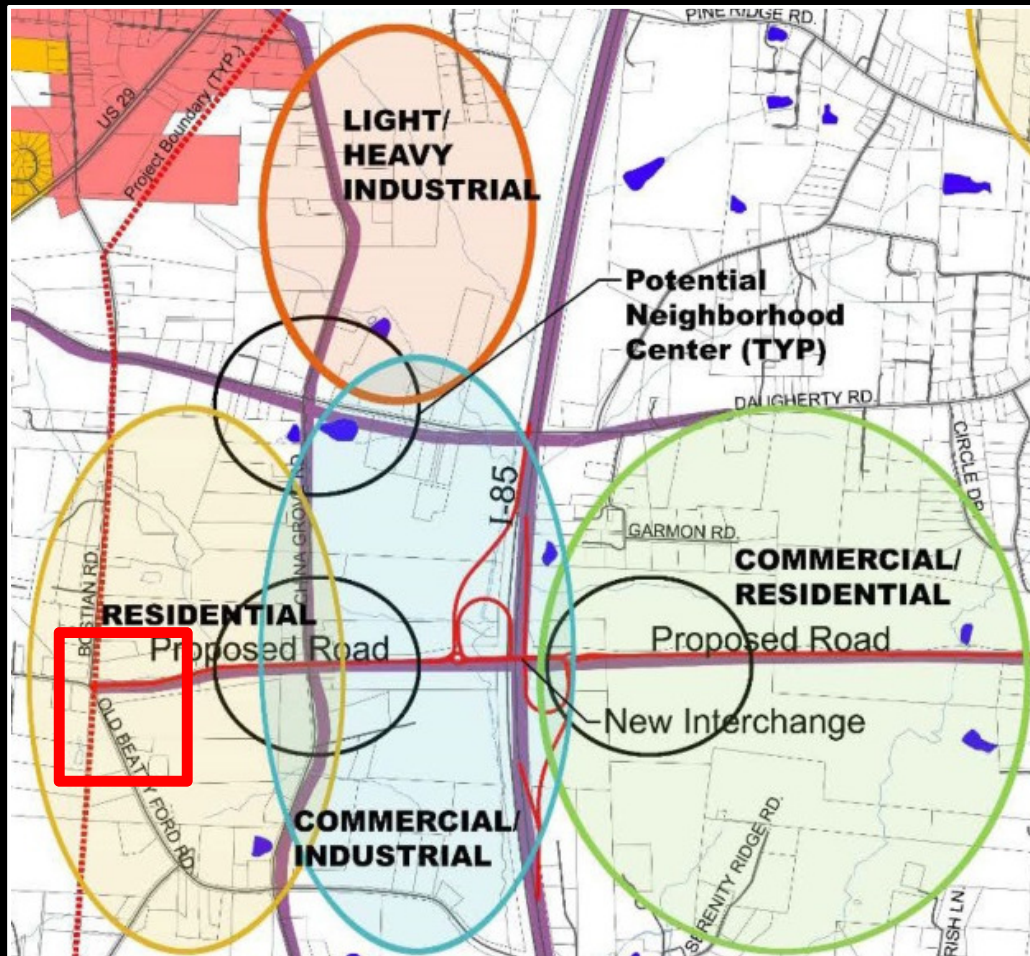 PINE RIDGE RD.
US 29
Project Boundary (TYP.)
LIGHT/
HEAVY
INDUSTRIAL
Potential
Neighborhood
Center (TYP)
DAUGHERTY RD.
CIRCLE DR.
I-85
GARMON RD.
CHINA GROVE RD.
BOSTIAN RD.
COMMERCIAL/
RESIDENTIAL
RESIDENTIAL
Proposed Road
Proposed Road
New Interchange
OLD BEATTY FORD RD.
COMMERCIAL/
INDUSTRIAL
SERENITY RIDGE RD.
RISH LN.